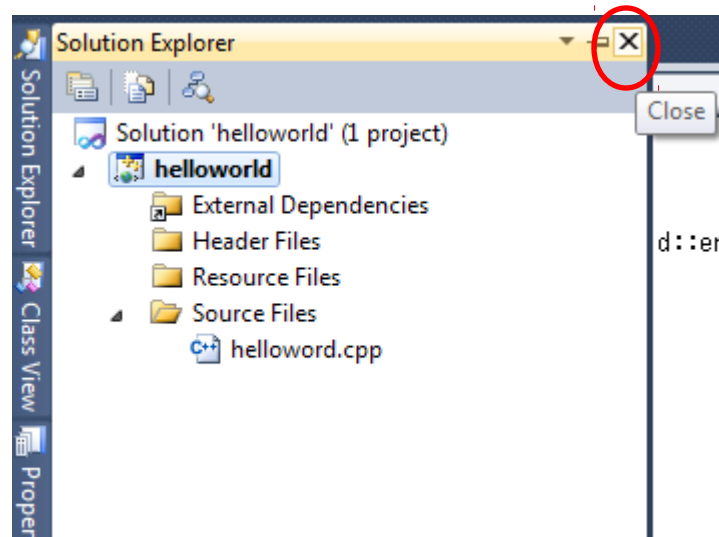 Solution Explorer
Close
Solution 'helloworld' (1 project)
helloworld
External Dependencies
Header Files
Resource Files
Source Files
C++
helloword.cpp
Solution Explorer
Class View
d::er